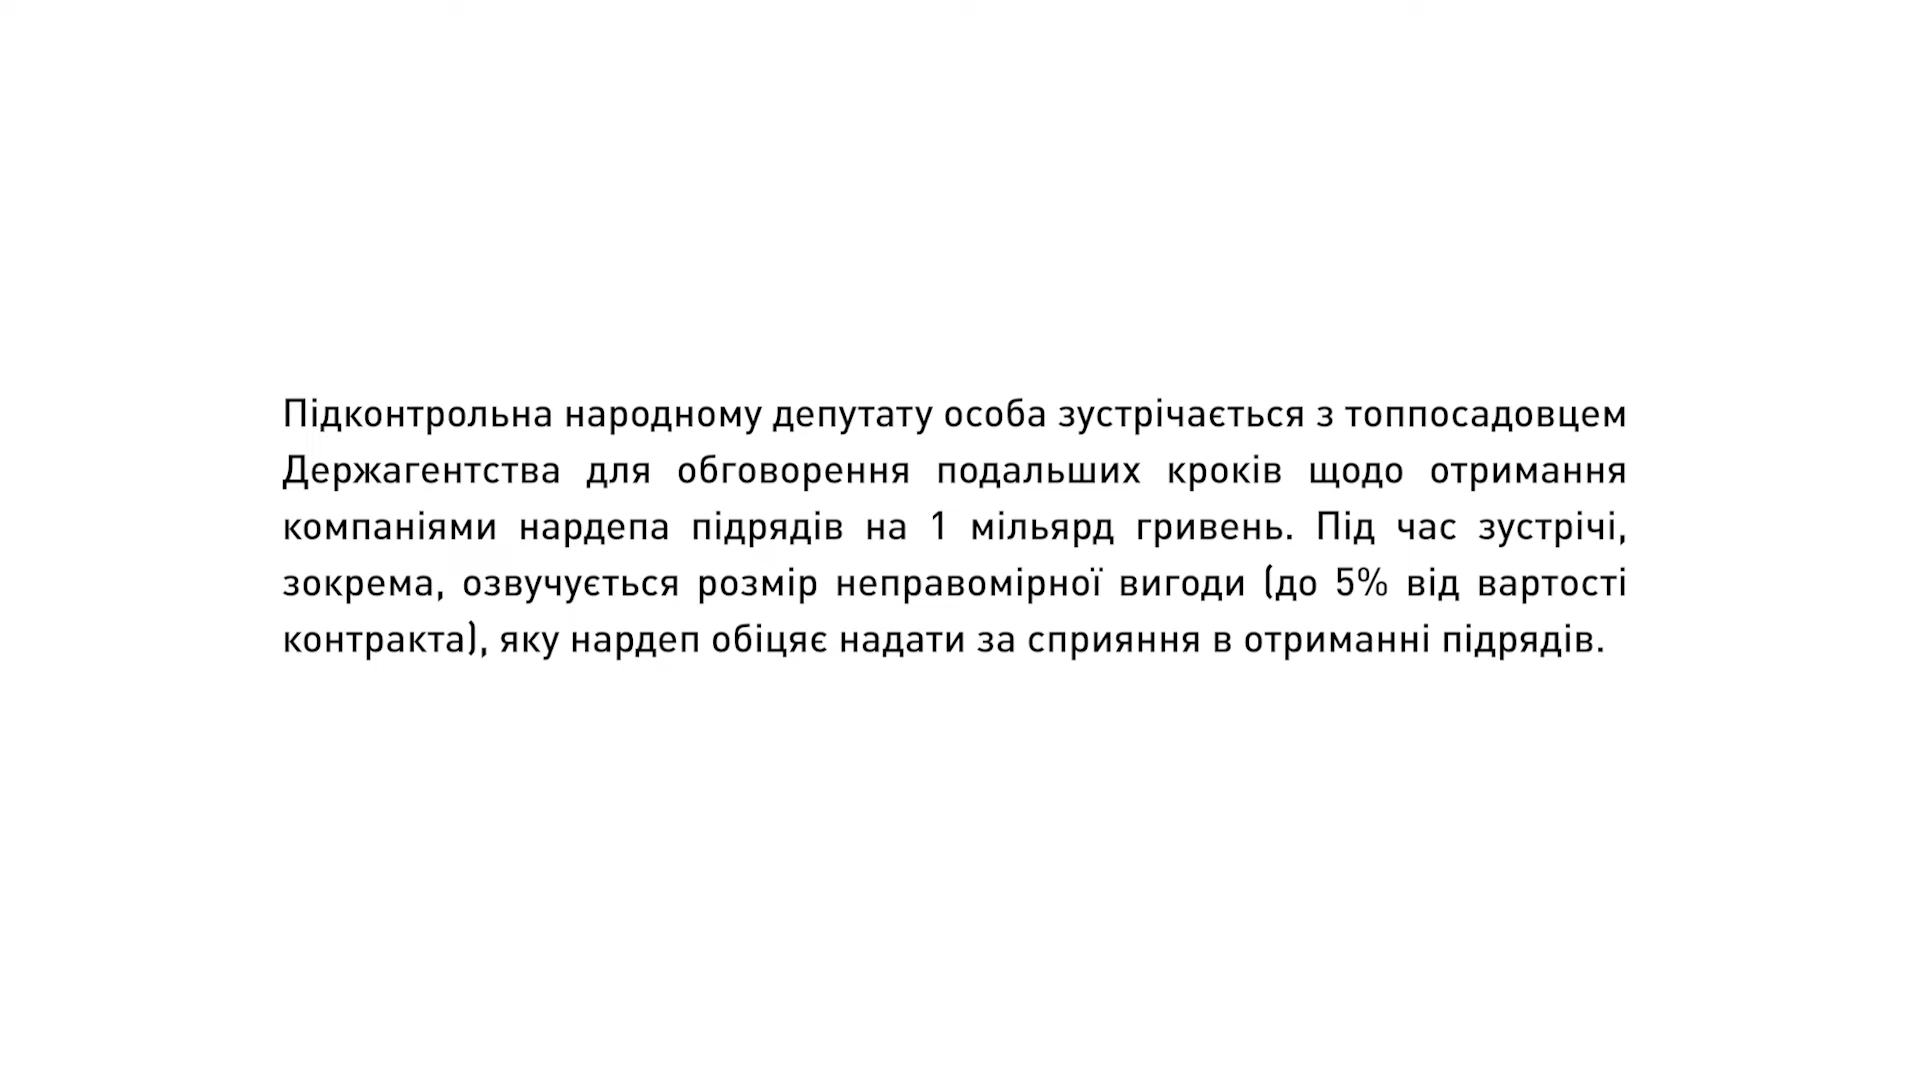 Підконтрольна народному депутату особа зустрічається з топпосадовцем
Держагентства для обговорення подальших кроків щодо отримання
компаніями нардепа підрядів на 1 мільярд гривень. Під час зустрічі,
зокрема, озвучується розмір неправомірної вигоди (до 5% від вартості
контракта), яку нардеп обіцяє надати за сприяння в отриманні підрядів.